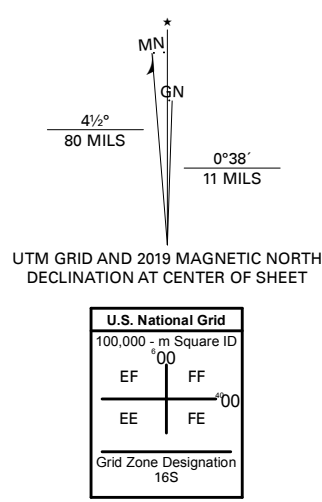 ★
MN
GN
4½°
80 MILS
0°38´
11 MILS
UTM GRID AND 2019 MAGNETIC NORTH
DECLINATION AT CENTER OF SHEET
U.S. National Grid
100,000 - m Square ID
⁶00
EF FF
⁴⁰00
EE FE
Grid Zone Designation
16S